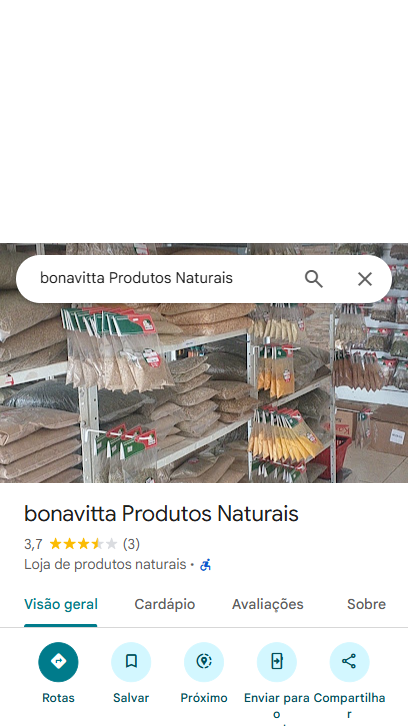 bonavitta Produtos Naturais
bonavitta Produtos Naturais
3,7 (3)
Loja de produtos naturais ·
Visão geral Cardápio Avaliações Sobre
Rotas Salvar Próximo Enviar para Compartilha
o r